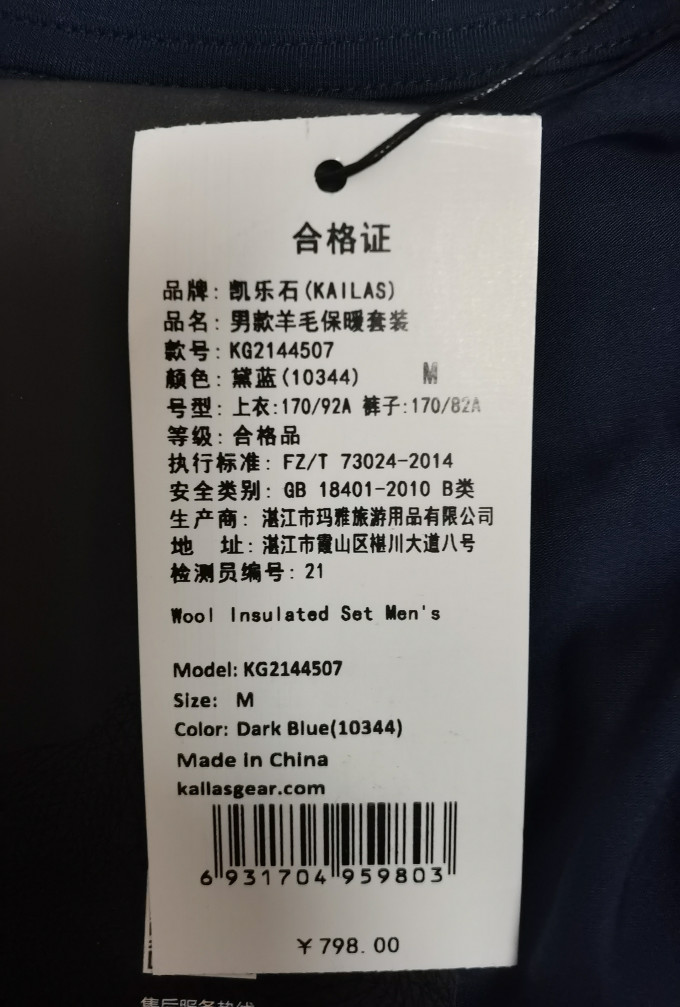 合格证
品牌: 凯乐石(KAILAS)
品名: 男款羊毛保暖套装
款号: KG2144507
颜色: 黛蓝(10344) M
号型: 上衣:170/92A 裤子:170/82A
等级: 合格品
执行标准: FZ/T 73024-2014
安全类别: GB 18401-2010 B类
生产商: 湛江市玛雅旅游用品有限公司
地 址: 湛江市霞山区椹川大道八号
检测员编号: 21
Wool Insulated Set Men's
Model: KG2144507
Size: M
Color: Dark Blue(10344)
Made in China
kailasgear.com
6 931704 959803
¥798.00
售后服务热线